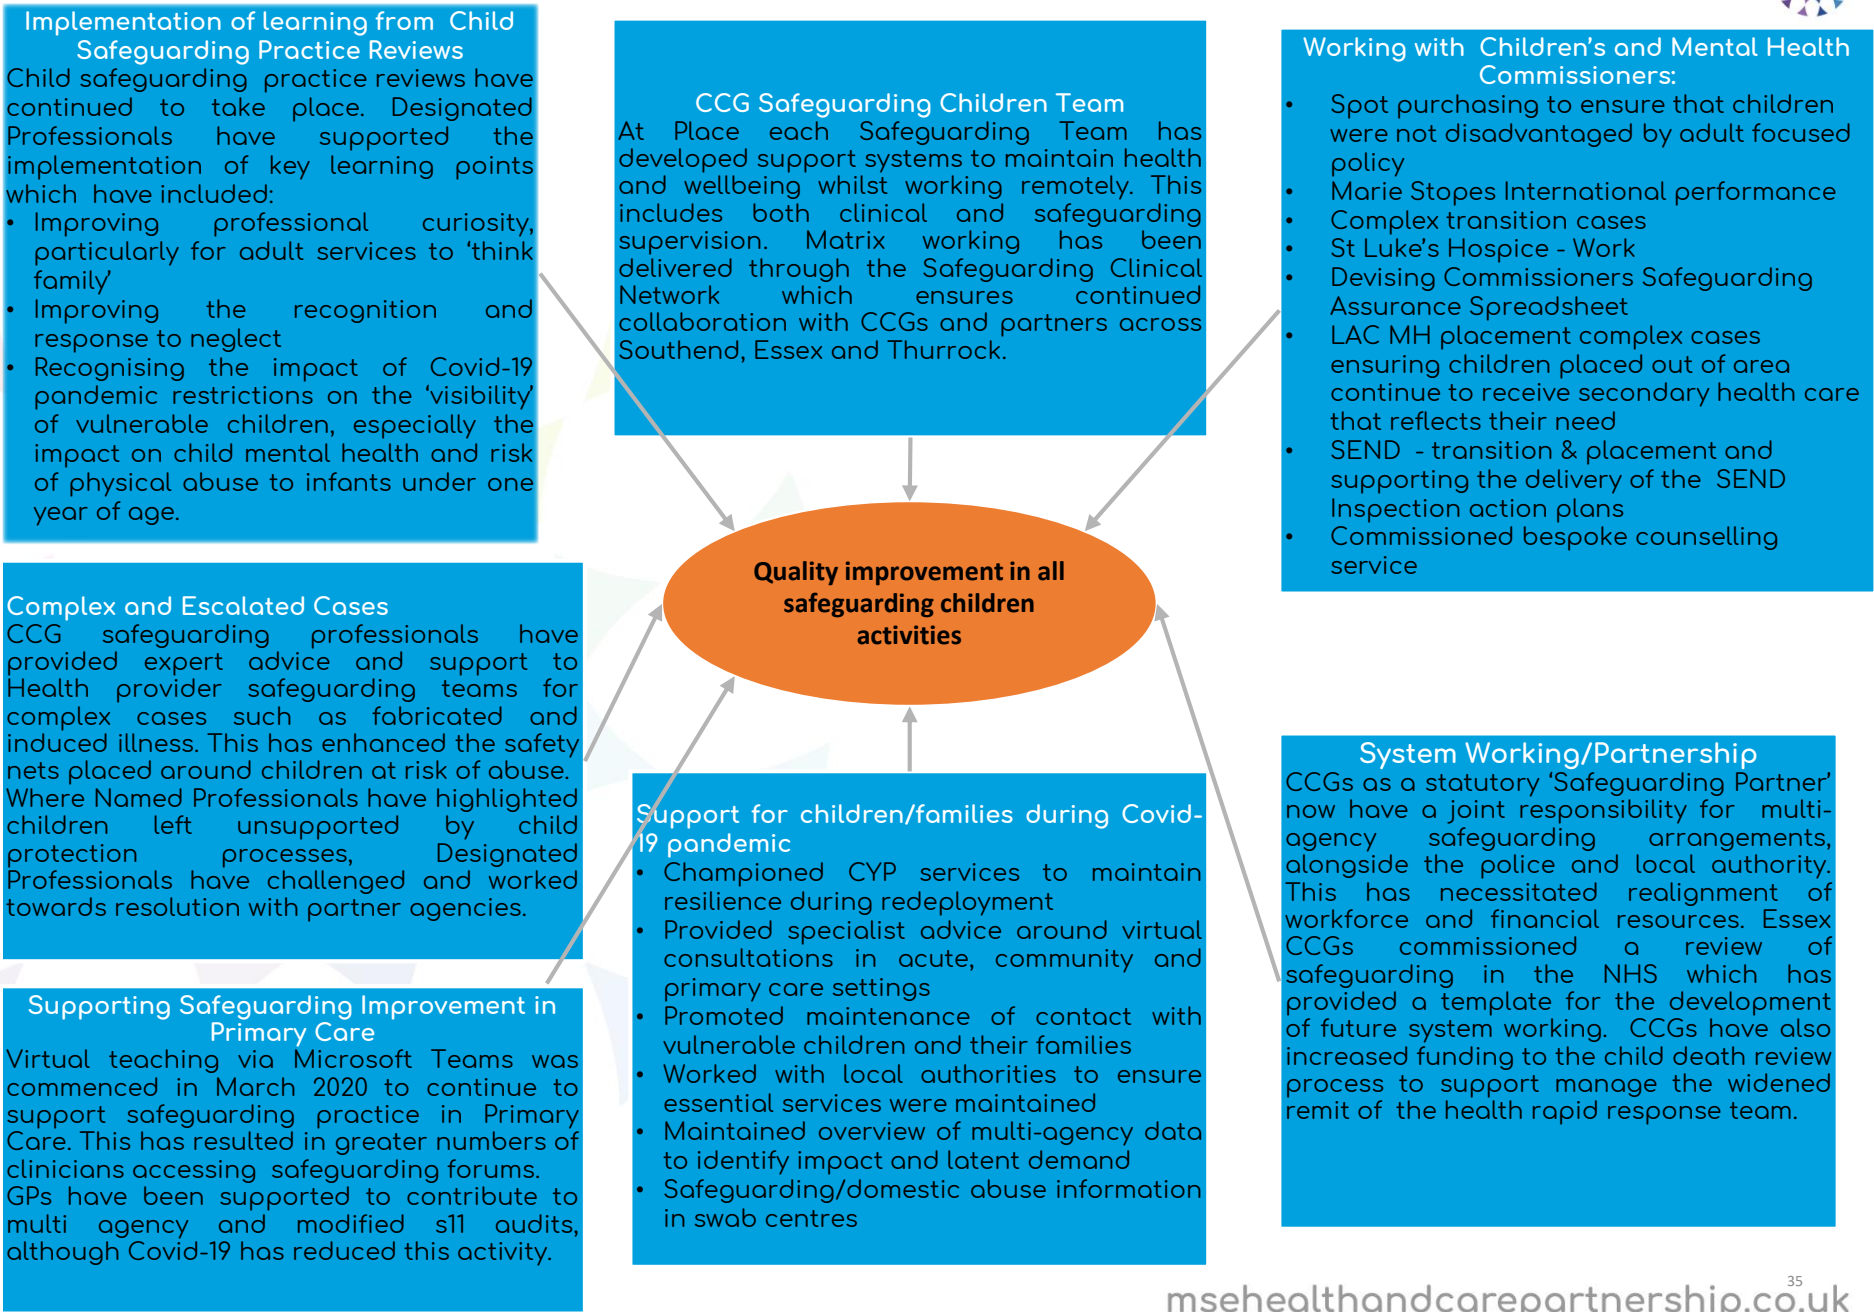 Implementation of learning from Child
Safeguarding Practice Reviews
Child safeguarding practice reviews have
continued to take place. Designated
Professionals have supported the
implementation of key learning points
which have included:
• Improving professional curiosity,
particularly for adult services to ‘think
family’
• Improving the recognition and
response to neglect
• Recognising the impact of Covid-19
pandemic restrictions on the ‘visibility’
of vulnerable children, especially the
impact on child mental health and risk
of physical abuse to infants under one
year of age.
CCG Safeguarding Children Team
At Place each Safeguarding Team has
developed support systems to maintain health
and wellbeing whilst working remotely. This
includes both clinical and safeguarding
supervision. Matrix working has been
delivered through the Safeguarding Clinical
Network which ensures continued
collaboration with CCGs and partners across
Southend, Essex and Thurrock.
Working with Children’s and Mental Health
Commissioners:
• Spot purchasing to ensure that children
were not disadvantaged by adult focused
policy
• Marie Stopes International performance
• Complex transition cases
• St Luke’s Hospice - Work
• Devising Commissioners Safeguarding
Assurance Spreadsheet
• LAC MH placement complex cases
ensuring children placed out of area
continue to receive secondary health care
that reflects their need
• SEND - transition & placement and
supporting the delivery of the SEND
Inspection action plans
• Commissioned bespoke counselling
service
Quality improvement in all
safeguarding children
activities
Complex and Escalated Cases
CCG safeguarding professionals have
provided expert advice and support to
Health provider safeguarding teams for
complex cases such as fabricated and
induced illness. This has enhanced the safety
nets placed around children at risk of abuse.
Where Named Professionals have highlighted
children left unsupported by child
protection processes, Designated
Professionals have challenged and worked
towards resolution with partner agencies.
Supporting Safeguarding Improvement in
Primary Care
Virtual teaching via Microsoft Teams was
commenced in March 2020 to continue to
support safeguarding practice in Primary
Care. This has resulted in greater numbers of
clinicians accessing safeguarding forums.
GPs have been supported to contribute to
multi agency and modified s11 audits,
although Covid-19 has reduced this activity.
Support for children/families during Covid-
19 pandemic
• Championed CYP services to maintain
resilience during redeployment
• Provided specialist advice around virtual
consultations in acute, community and
primary care settings
• Promoted maintenance of contact with
vulnerable children and their families
• Worked with local authorities to ensure
essential services were maintained
• Maintained overview of multi-agency data
to identify impact and latent demand
• Safeguarding/domestic abuse information
in swab centres
System Working/Partnership
CCGs as a statutory ‘Safeguarding Partner’
now have a joint responsibility for multi-
agency safeguarding arrangements,
alongside the police and local authority.
This has necessitated realignment of
workforce and financial resources. Essex
CCGs commissioned a review of
safeguarding in the NHS which has
provided a template for the development
of future system working. CCGs have also
increased funding to the child death review
process to support manage the widened
remit of the health rapid response team.
35
msehealthandcarepartnership.co.uk